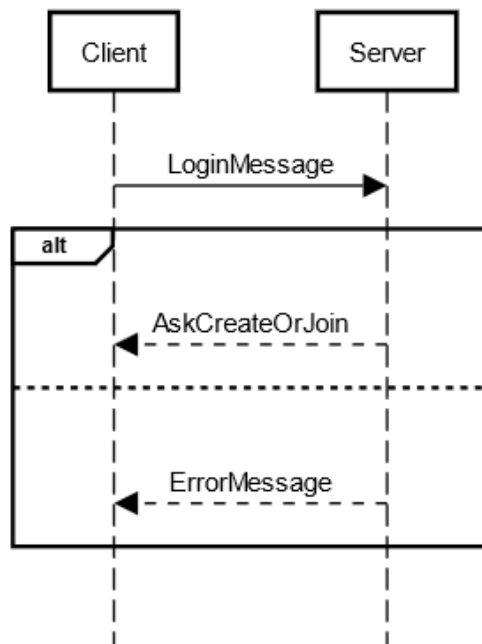 Client
Server
LoginMessage
alt
AskCreateOrJoin
ErrorMessage